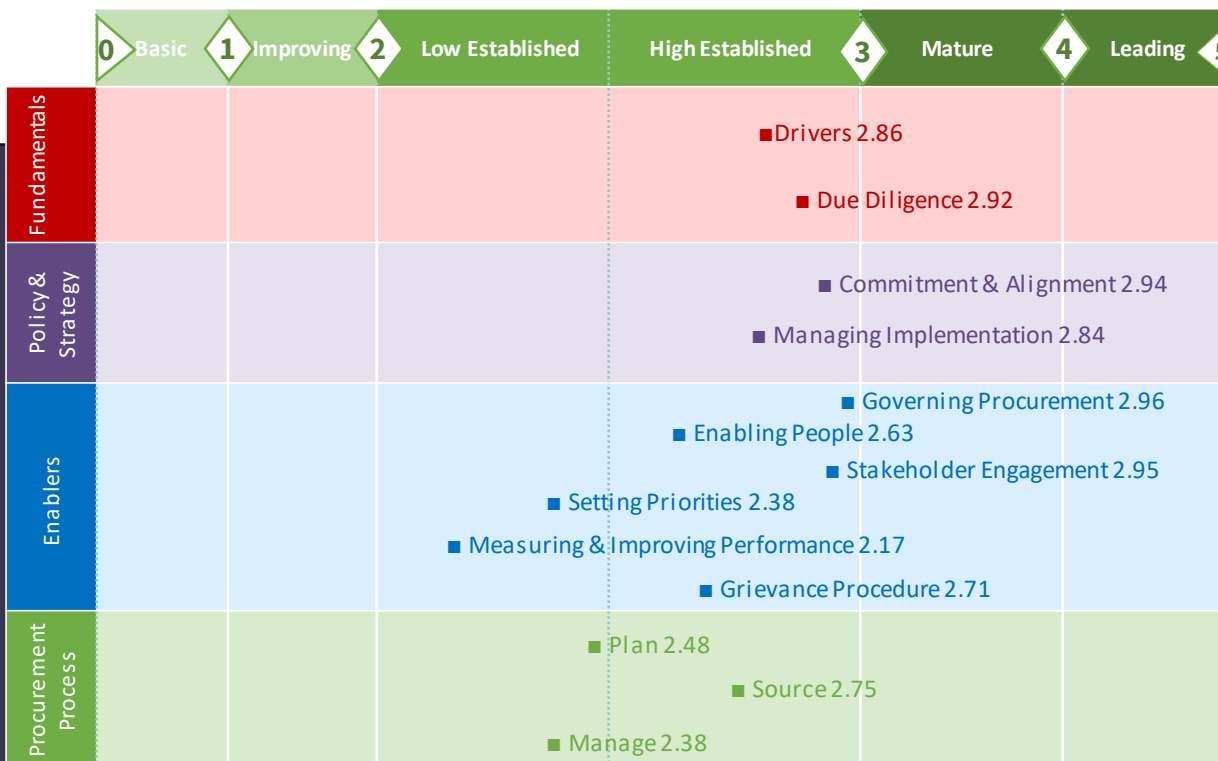 0 Basic 1 Improving 2 Low Established High Established 3 Mature 4 Leading
Fundamentals
Drivers 2.86
Due Diligence 2.92
Policy &
Strategy
Commitment & Alignment 2.94
Managing Implementation 2.84
Enablers
Governing Procurement 2.96
Enabling People 2.63
Stakeholder Engagement 2.95
Setting Priorities 2.38
Measuring & Improving Performance 2.17
Grievance Procedure 2.71
Procurement
Process
Plan 2.48
Source 2.75
Manage 2.38